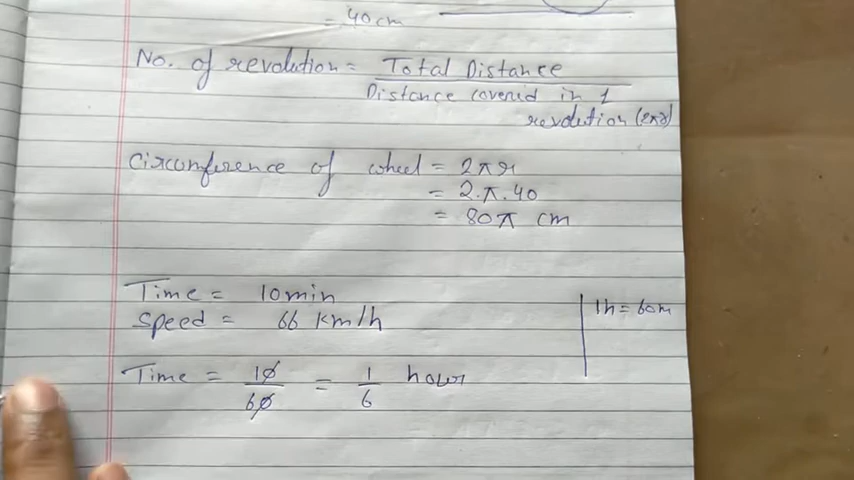 = 40 cm
No. of revolution = Total Distance
Distance covered in 1
revolution (2πr)
Circumference of wheel = 2πr
= 2.π.40
= 80π cm
Time = 10 min
Speed = 66 km/h
1h = 60m
Time = 10/60 = 1/6 hour